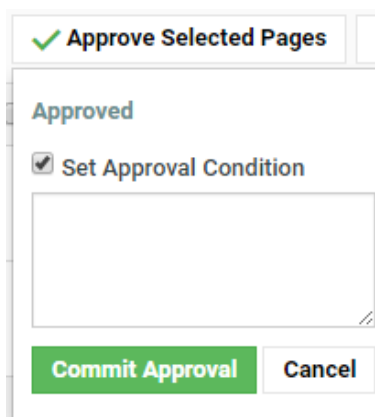 Approve Selected Pages
Approved
Set Approval Condition
Commit Approval Cancel